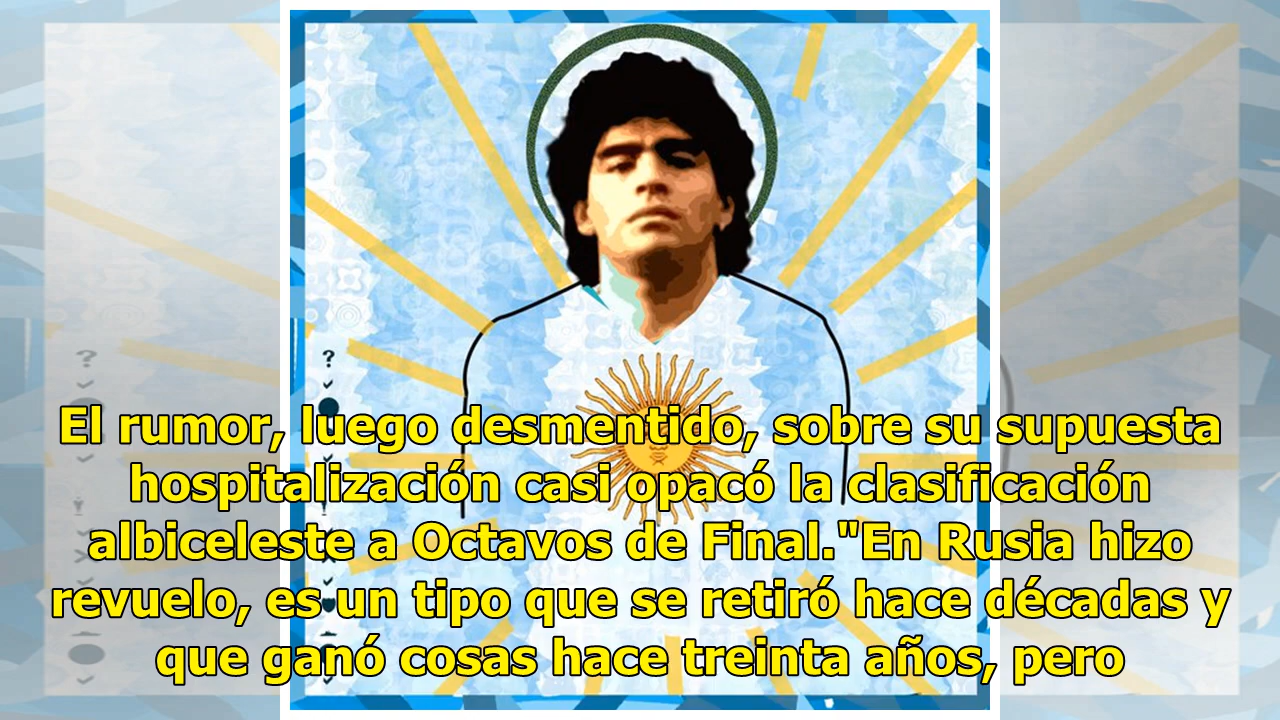 El rumor, luego desmentido, sobre su supuesta
hospitalización casi opacó la clasificación
albiceleste a Octavos de Final."En Rusia hizo
revuelo, es un tipo que se retiró hace décadas y
que ganó cosas hace treinta años, pero